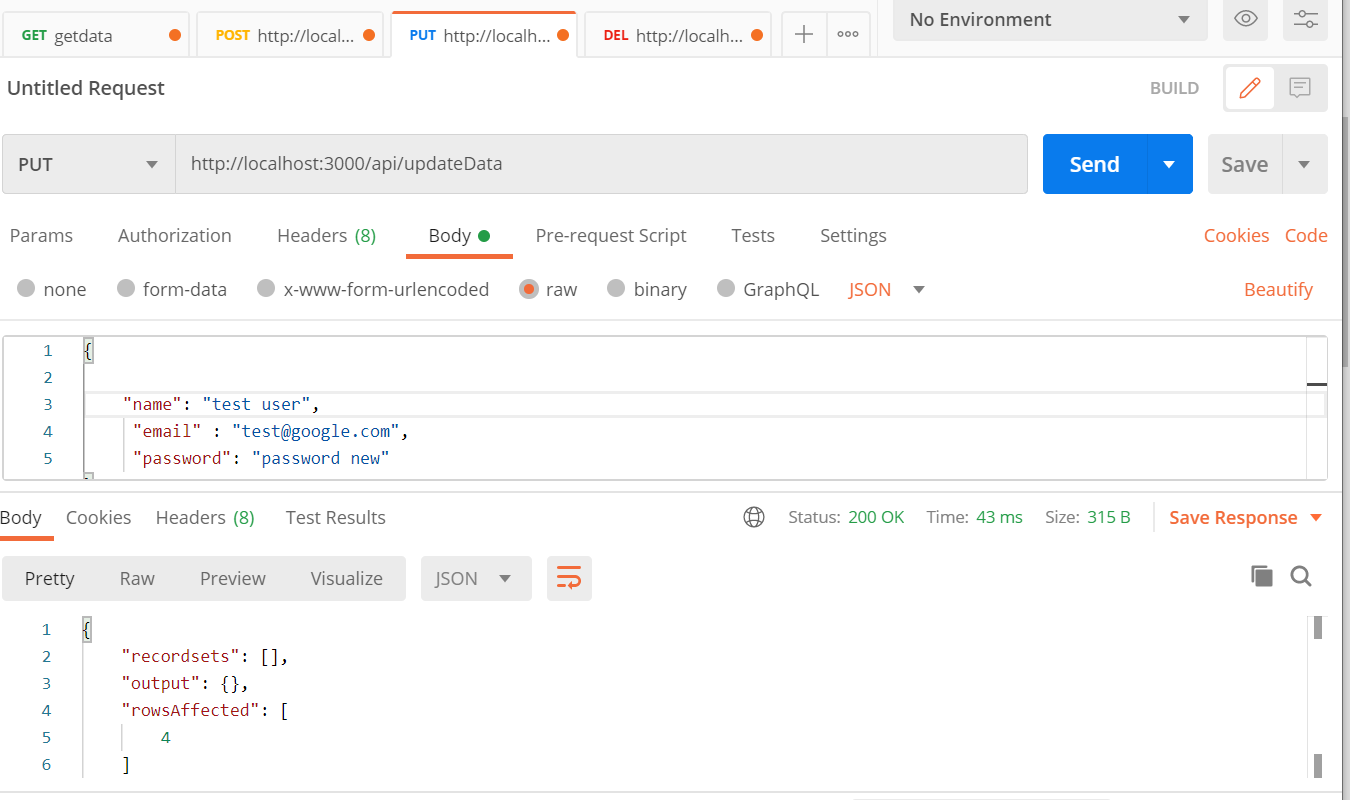 GET getdata POST http://local... PUT http://localh... DEL http://localh... No Environment
Untitled Request BUILD
PUT http://localhost:3000/api/updateData Send Save
Params Authorization Headers (8) Body Pre-request Script Tests Settings Cookies Code
none form-data x-www-form-urlencoded raw binary GraphQL JSON Beautify
1 {
2
3 "name": "test user",
4 "email" : "test@google.com",
5 "password": "password new"
Body Cookies Headers (8) Test Results Status: 200 OK Time: 43 ms Size: 315 B Save Response
Pretty Raw Preview Visualize JSON
1 {
2 "recordsets": [],
3 "output": {},
4 "rowsAffected": [
5 4
6 ]